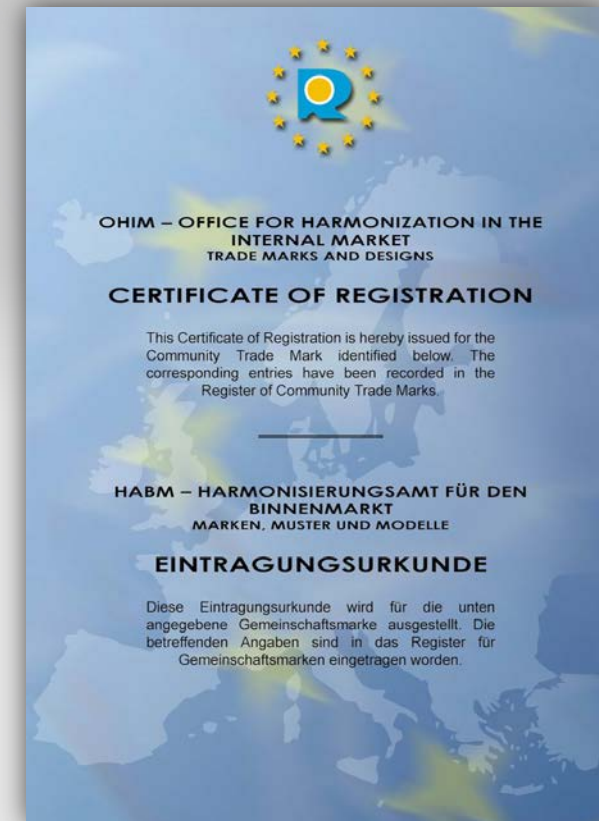 R
OHIM – OFFICE FOR HARMONIZATION IN THE
INTERNAL MARKET
TRADE MARKS AND DESIGNS
CERTIFICATE OF REGISTRATION
This Certificate of Registration is hereby issued for the
Community Trade Mark identified below. The
corresponding entries have been recorded in the
Register of Community Trade Marks.
HABM – HARMONISIERUNGSAMT FÜR DEN
BINNENMARKT
MARKEN, MUSTER UND MODELLE
EINTRAGUNGSURKUNDE
Diese Eintragungsurkunde wird für die unten
angegebene Gemeinschaftsmarke ausgestellt. Die
betreffenden Angaben sind in das Register für
Gemeinschaftsmarken eingetragen worden.